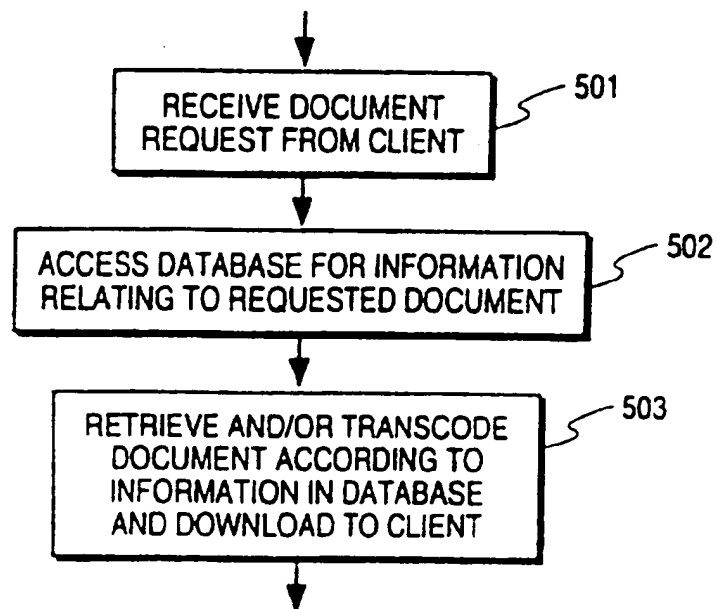 RECEIVE DOCUMENT
REQUEST FROM CLIENT
501
ACCESS DATABASE FOR INFORMATION
RELATING TO REQUESTED DOCUMENT
502
RETRIEVE AND/OR TRANSCODE
DOCUMENT ACCORDING TO
INFORMATION IN DATABASE
AND DOWNLOAD TO CLIENT
503